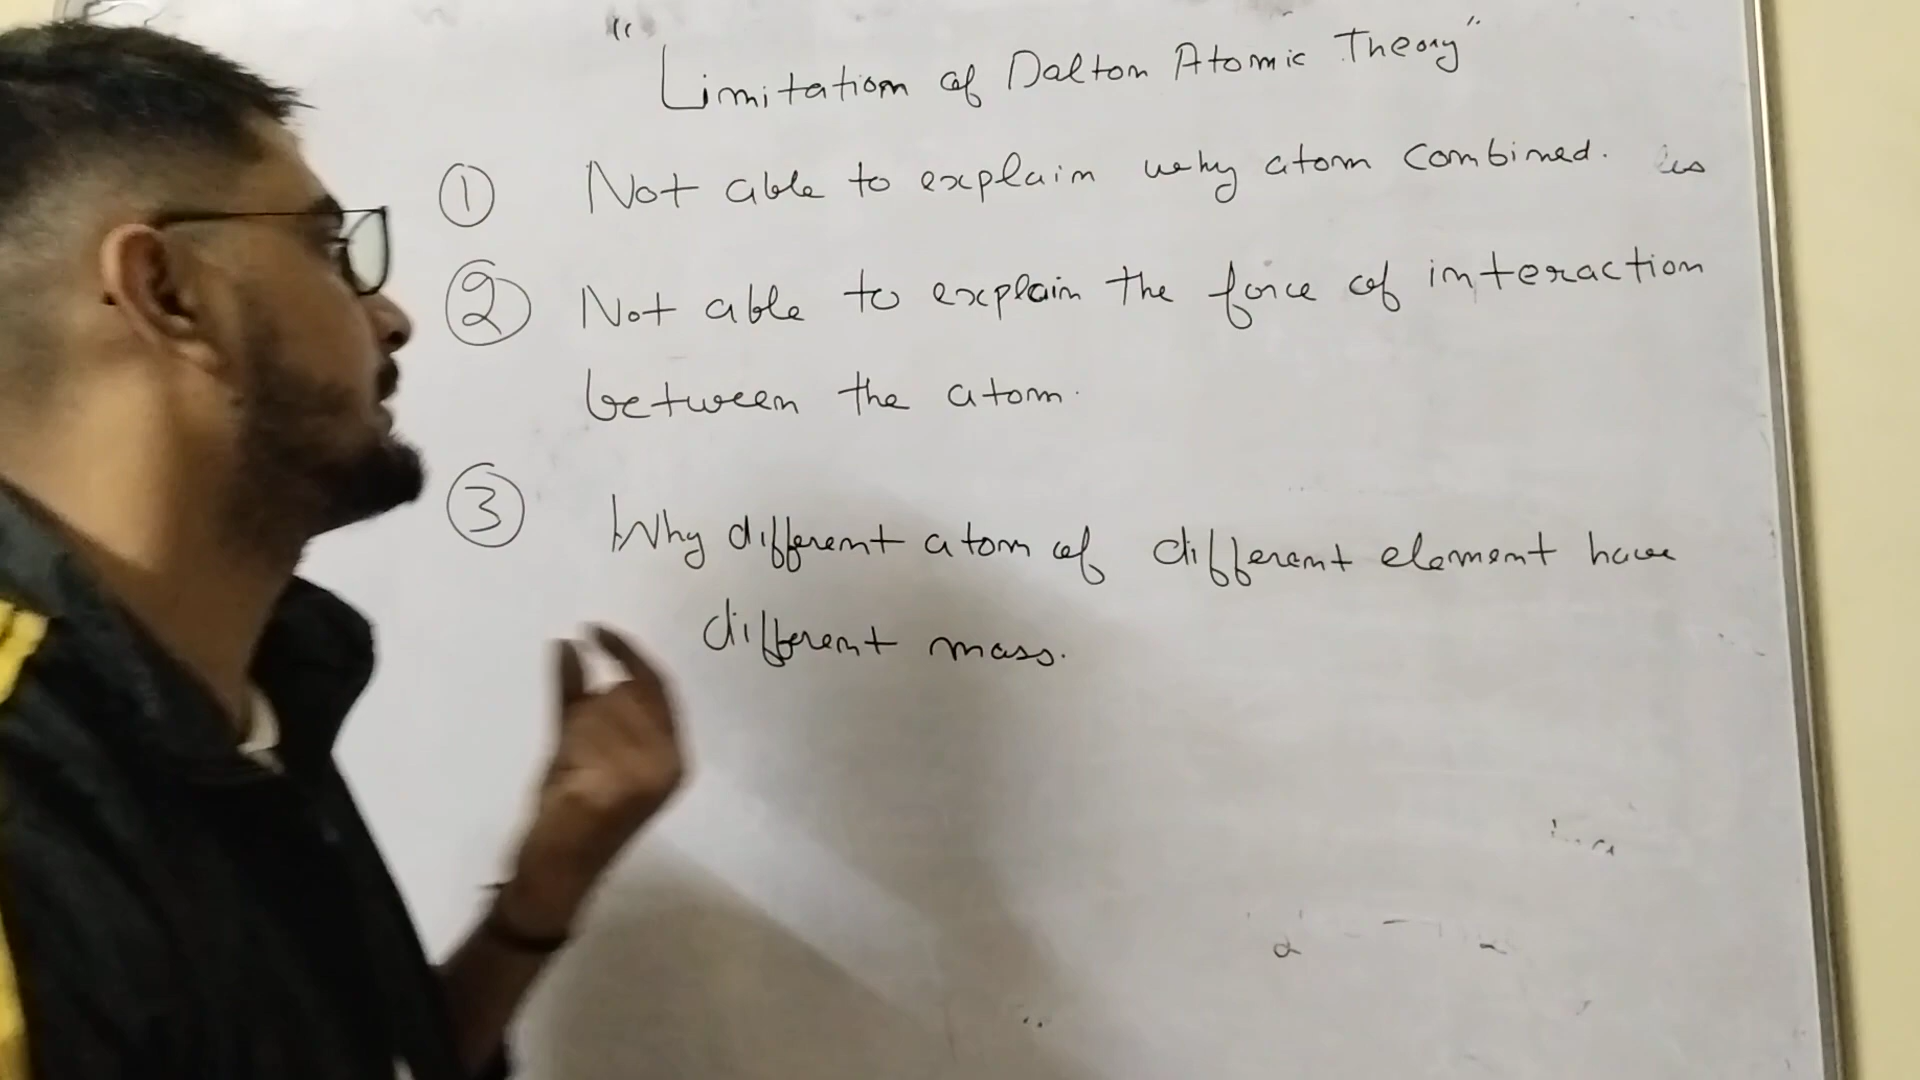 "Limitation of Dalton Atomic Theory"
① Not able to explain why atom combined.
② Not able to explain the force of interaction
between the atom.
③ Why different atom of different element have
different mass.